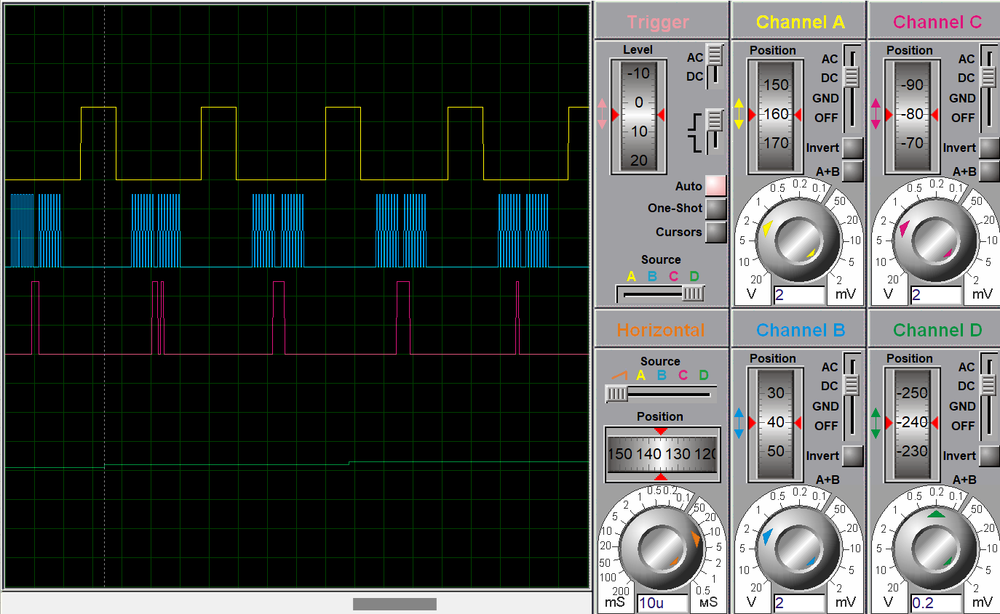 Trigger
Level
-10
0
10
20
AC
DC
Auto
One-Shot
Cursors
Source
A B C D
Channel A
Position
150
160
170
AC
DC
GND
OFF
Invert
A+B
20 10 5 2 1 0.5 0.2 0.1 50 20 10 5 2
V
2
mV
Channel C
Position
-90
-80
-70
AC
DC
GND
OFF
Invert
A+B
20 10 5 2 1 0.5 0.2 0.1 50 20 10 5 2
V
2
mV
Horizontal
Source
A B C D
Position
150 140 130 120
200 100 50 20 10 5 2 1 0.5 0.2 0.1 50 20 10 5 2 1 0.5
mS
10u
мS
Channel B
Position
30
40
50
AC
DC
GND
OFF
Invert
A+B
20 10 5 2 1 0.5 0.2 0.1 50 20 10 5 2
V
2
mV
Channel D
Position
-250
-240
-230
AC
DC
GND
OFF
Invert
A+B
20 10 5 2 1 0.5 0.2 0.1 50 20 10 5 2
V
0.2
mV